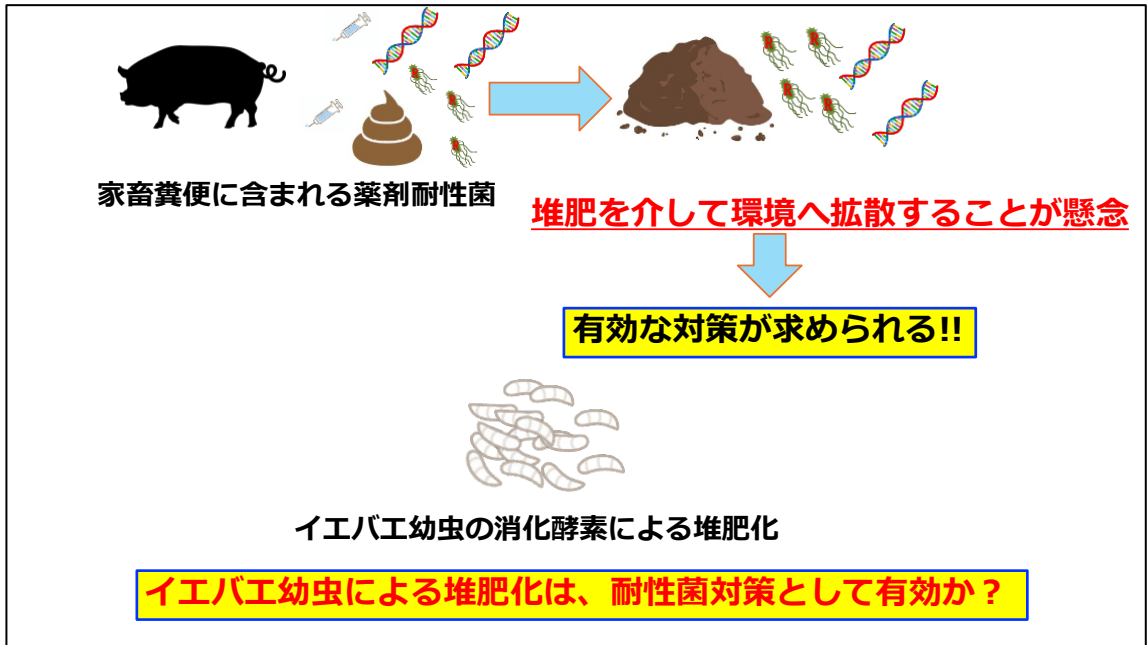 家畜糞便に含まれる薬剤耐性菌
堆肥を介して環境へ拡散することが懸念
有効な対策が求められる!!
イエバエ幼虫の消化酵素による堆肥化
イエバエ幼虫による堆肥化は、耐性菌対策として有効か？